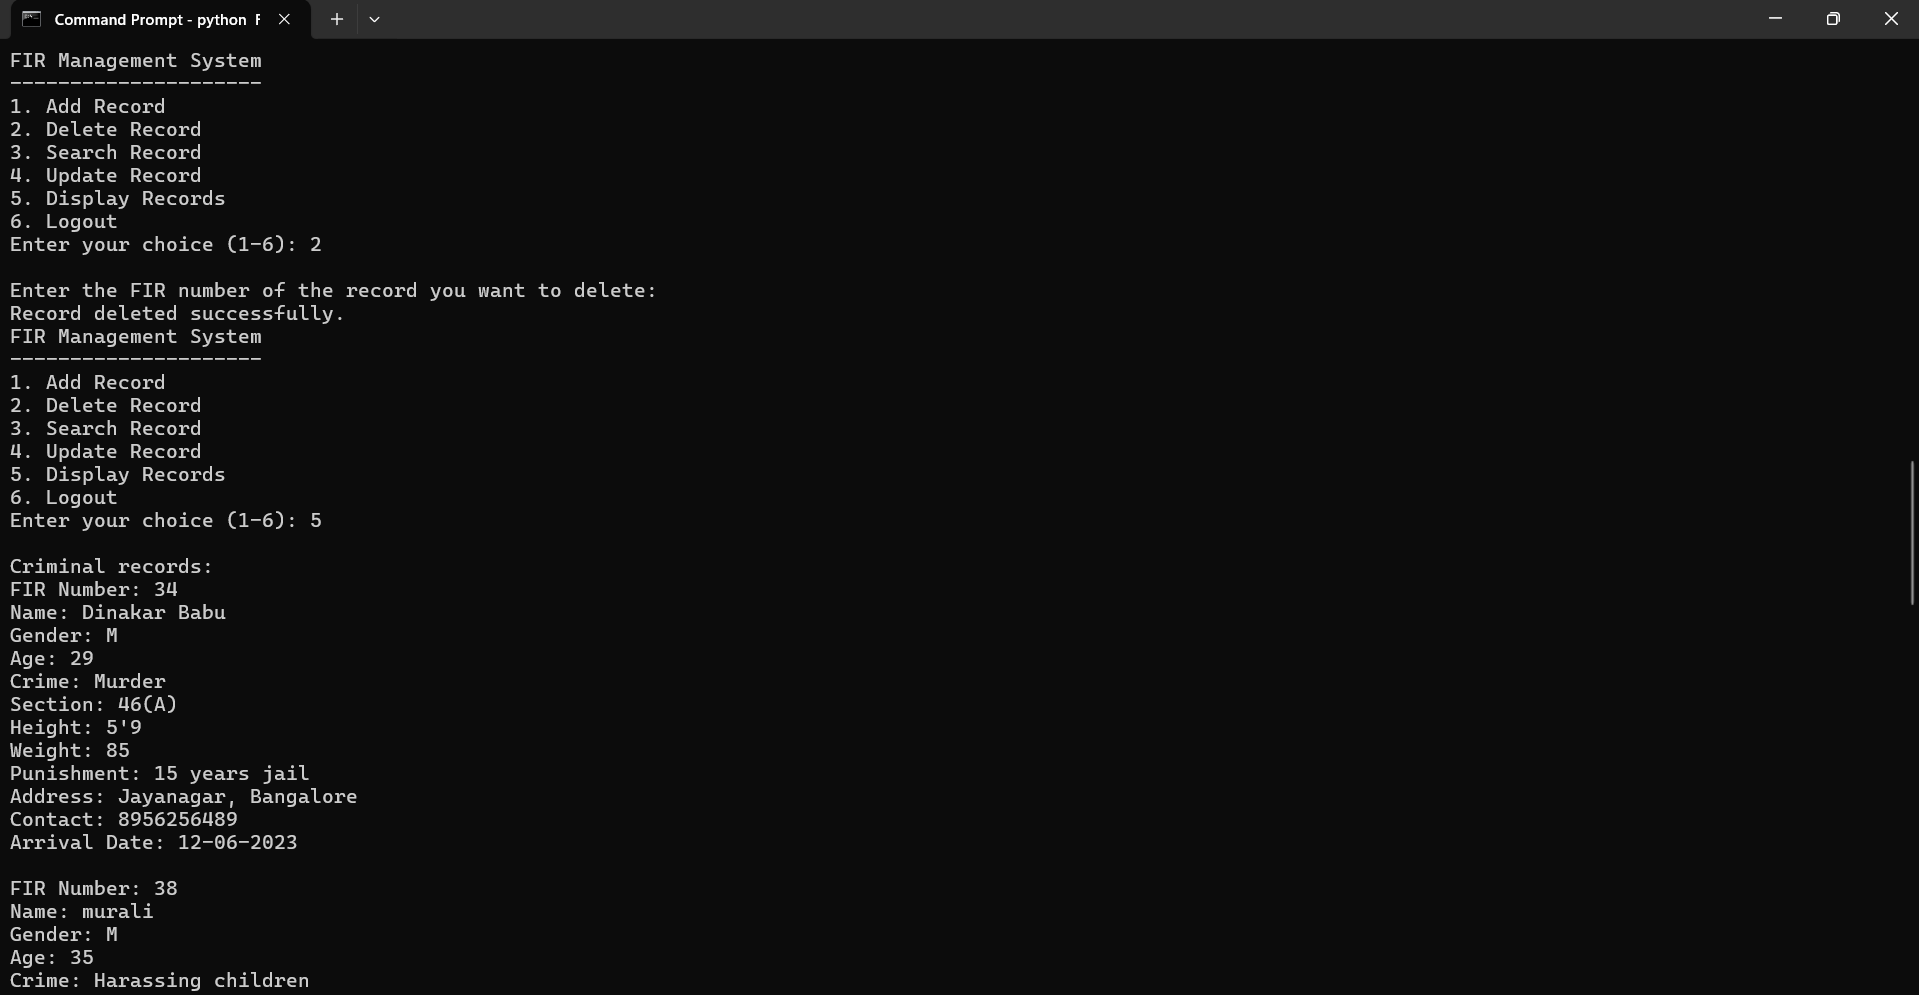 Command Prompt - python F
FIR Management System
---------------------
1. Add Record
2. Delete Record
3. Search Record
4. Update Record
5. Display Records
6. Logout
Enter your choice (1-6): 2
Enter the FIR number of the record you want to delete:
Record deleted successfully.
FIR Management System
---------------------
1. Add Record
2. Delete Record
3. Search Record
4. Update Record
5. Display Records
6. Logout
Enter your choice (1-6): 5
Criminal records:
FIR Number: 34
Name: Dinakar Babu
Gender: M
Age: 29
Crime: Murder
Section: 46(A)
Height: 5'9
Weight: 85
Punishment: 15 years jail
Address: Jayanagar, Bangalore
Contact: 8956256489
Arrival Date: 12-06-2023
FIR Number: 38
Name: murali
Gender: M
Age: 35
Crime: Harassing children